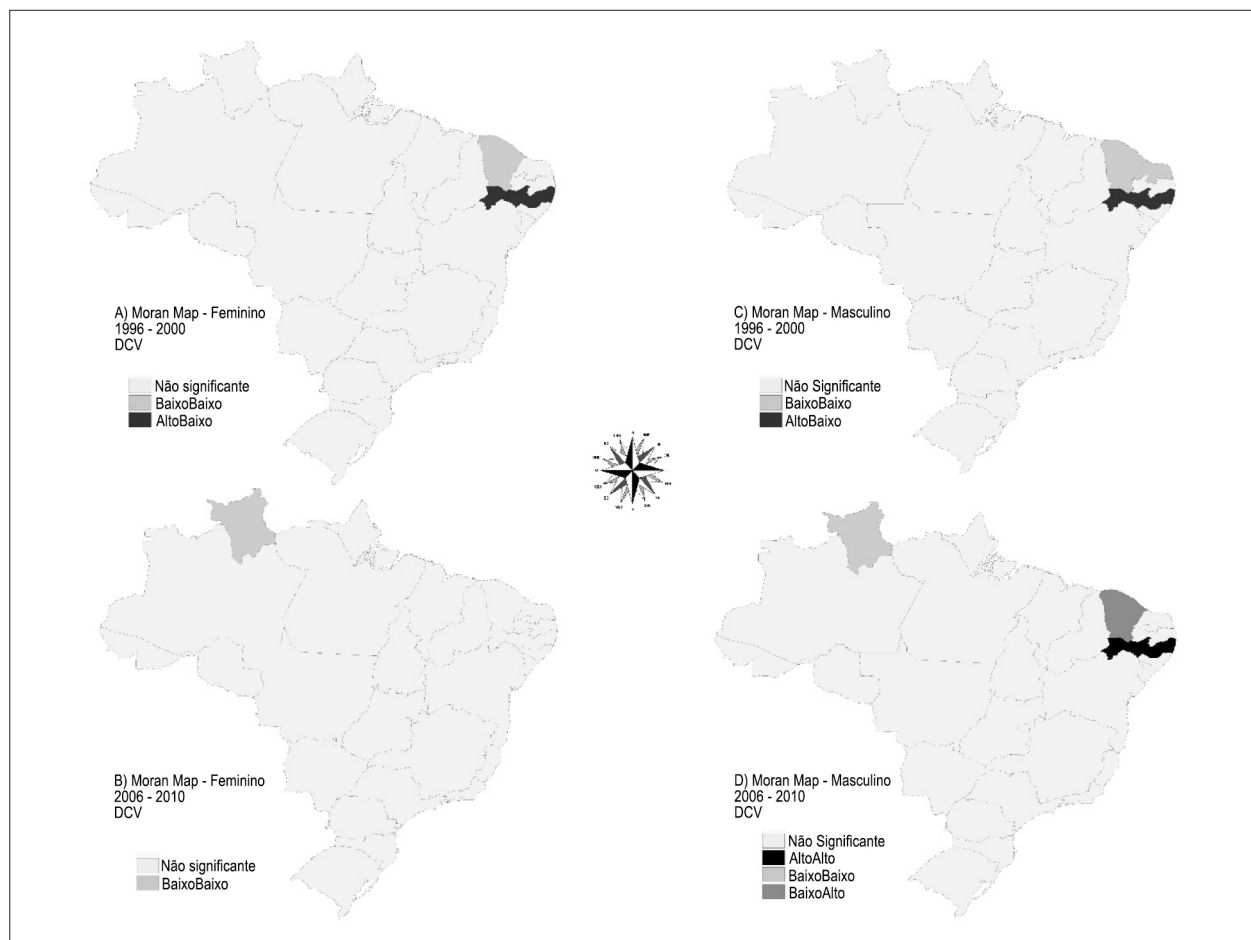 A) Moran Map - Feminino
1996 - 2000
DCV
Não significante
BaixoBaixo
AltoBaixo
C) Moran Map - Masculino
1996 - 2000
DCV
Não Significante
BaixoBaixo
AltoBaixo
B) Moran Map - Feminino
2006 - 2010
DCV
Não significante
BaixoBaixo
D) Moran Map - Masculino
2006 - 2010
DCV
Não Significante
AltoAlto
BaixoBaixo
BaixoAlto